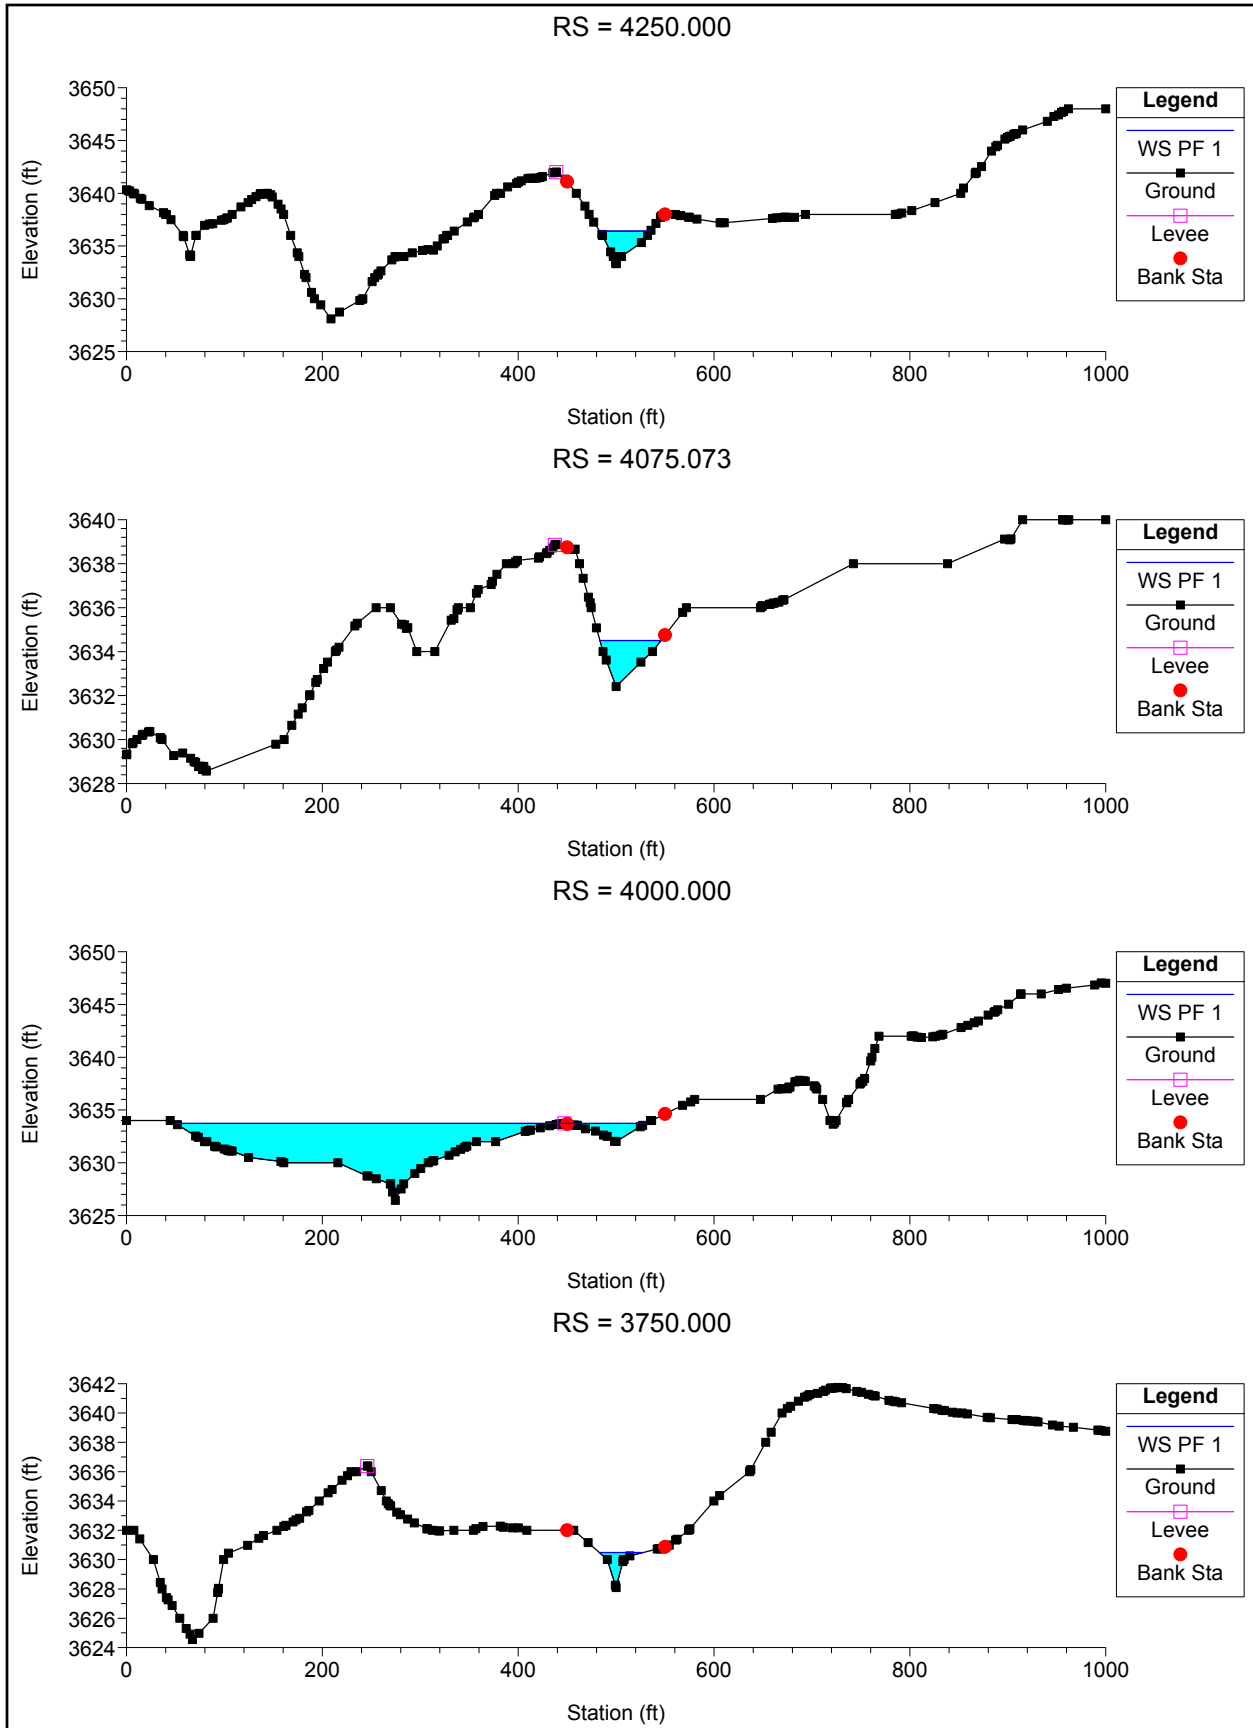 RS = 4250.000
3650
3645
3640
3635
3630
3625
Elevation (ft)
0
200
400
600
800
1000
Station (ft)
Legend
WS PF 1
Ground
Levee
Bank Sta
RS = 4075.073
3640
3638
3636
3634
3632
3630
3628
Elevation (ft)
0
200
400
600
800
1000
Station (ft)
Legend
WS PF 1
Ground
Levee
Bank Sta
RS = 4000.000
3650
3645
3640
3635
3630
3625
Elevation (ft)
0
200
400
600
800
1000
Station (ft)
Legend
WS PF 1
Ground
Levee
Bank Sta
RS = 3750.000
3642
3640
3638
3636
3634
3632
3630
3628
3626
3624
Elevation (ft)
0
200
400
600
800
1000
Station (ft)
Legend
WS PF 1
Ground
Levee
Bank Sta